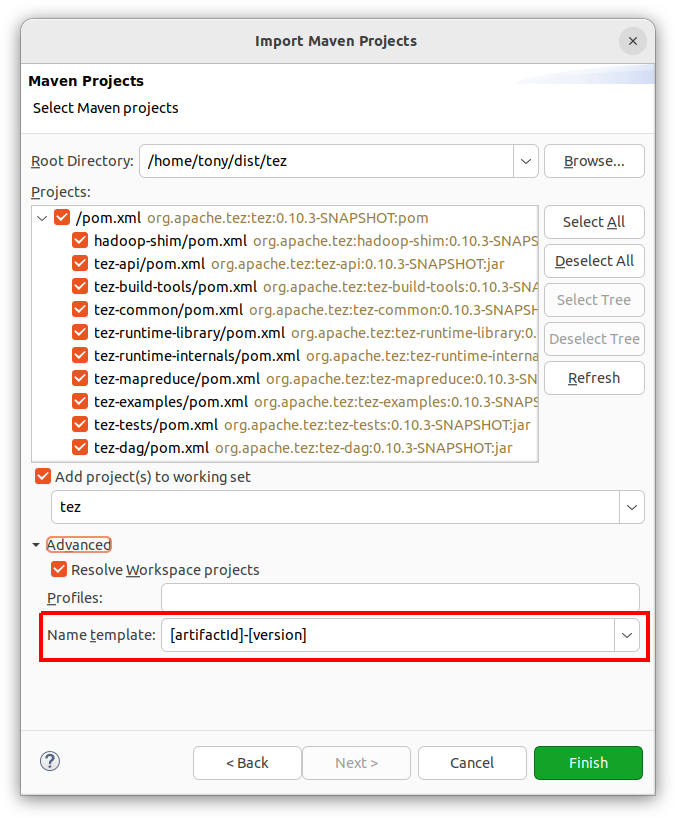 Import Maven Projects
Maven Projects
Select Maven projects
Root Directory: /home/tony/dist/tez Browse...
Projects:
/pom.xml org.apache.tez:tez:0.10.3-SNAPSHOT:pom Select All
hadoop-shim/pom.xml org.apache.tez:hadoop-shim:0.10.3-SNAPS
tez-api/pom.xml org.apache.tez:tez-api:0.10.3-SNAPSHOT:jar Deselect All
tez-build-tools/pom.xml org.apache.tez:tez-build-tools:0.10.3-S
tez-common/pom.xml org.apache.tez:tez-common:0.10.3-SNAPSH Select Tree
tez-runtime-library/pom.xml org.apache.tez:tez-runtime-library:0. Deselect Tree
tez-runtime-internals/pom.xml org.apache.tez:tez-runtime-interna
tez-mapreduce/pom.xml org.apache.tez:tez-mapreduce:0.10.3-SN Refresh
tez-examples/pom.xml org.apache.tez:tez-examples:0.10.3-SNAPS
tez-tests/pom.xml org.apache.tez:tez-tests:0.10.3-SNAPSHOT:jar
tez-dag/pom.xml org.apache.tez:tez-dag:0.10.3-SNAPSHOT:jar
Add project(s) to working set
tez
Advanced
Resolve Workspace projects
Profiles:
Name template: [artifactId]-[version]
? < Back Next > Cancel Finish